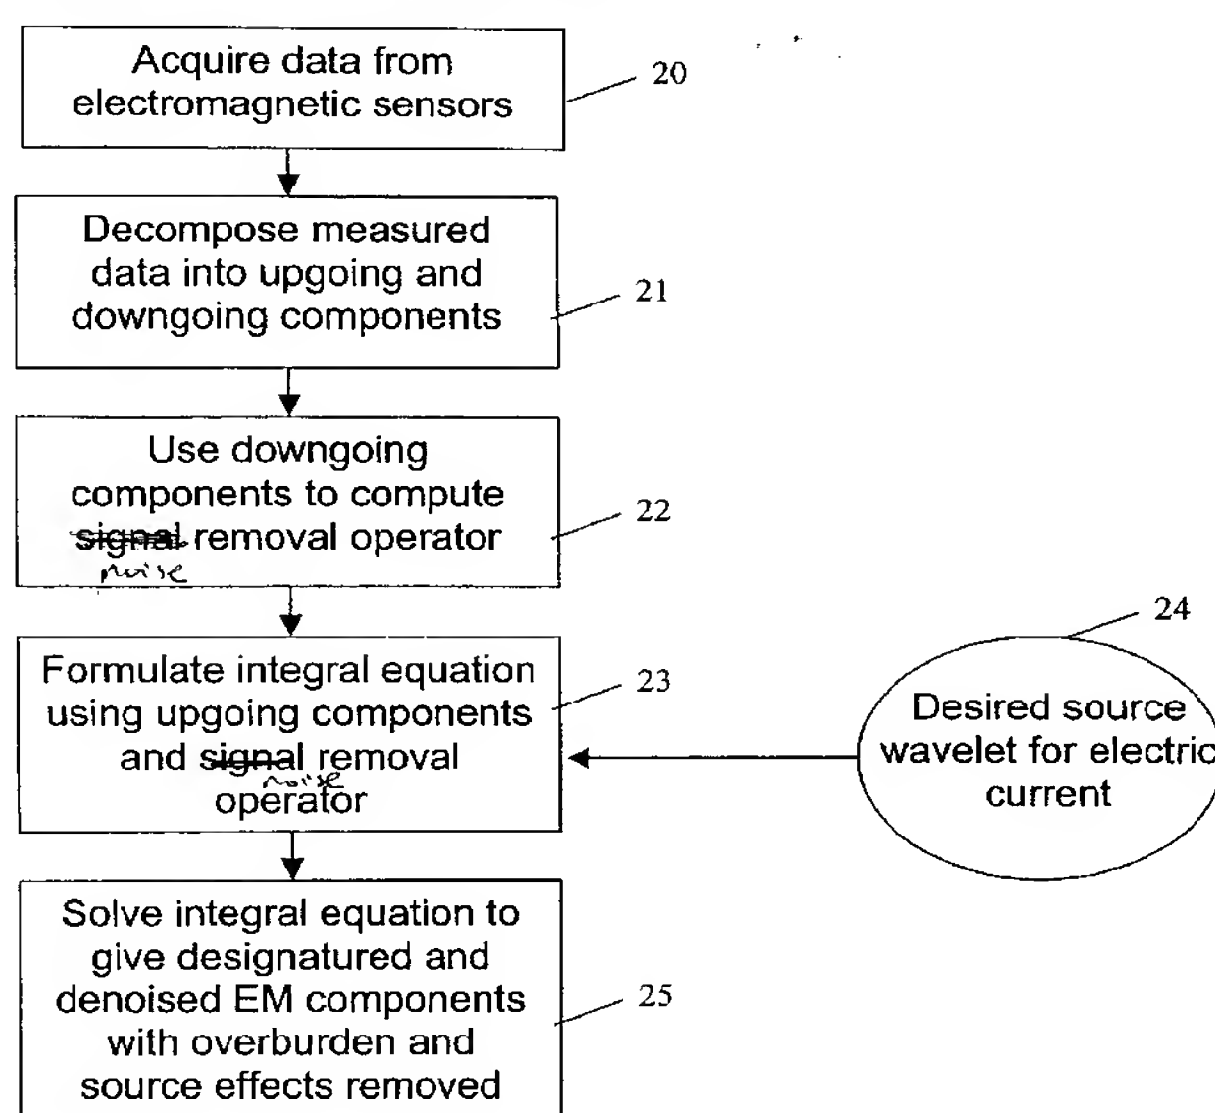 Acquire data from
electromagnetic sensors
20
Decompose measured
data into upgoing and
downgoing components
21
Use downgoing
components to compute
signal removal operator
noise
22
Formulate integral equation
using upgoing components
and signal removal
noise
operator
23
24
Desired source
wavelet for electric
current
Solve integral equation to
give designatured and
denoised EM components
with overburden and
source effects removed
25